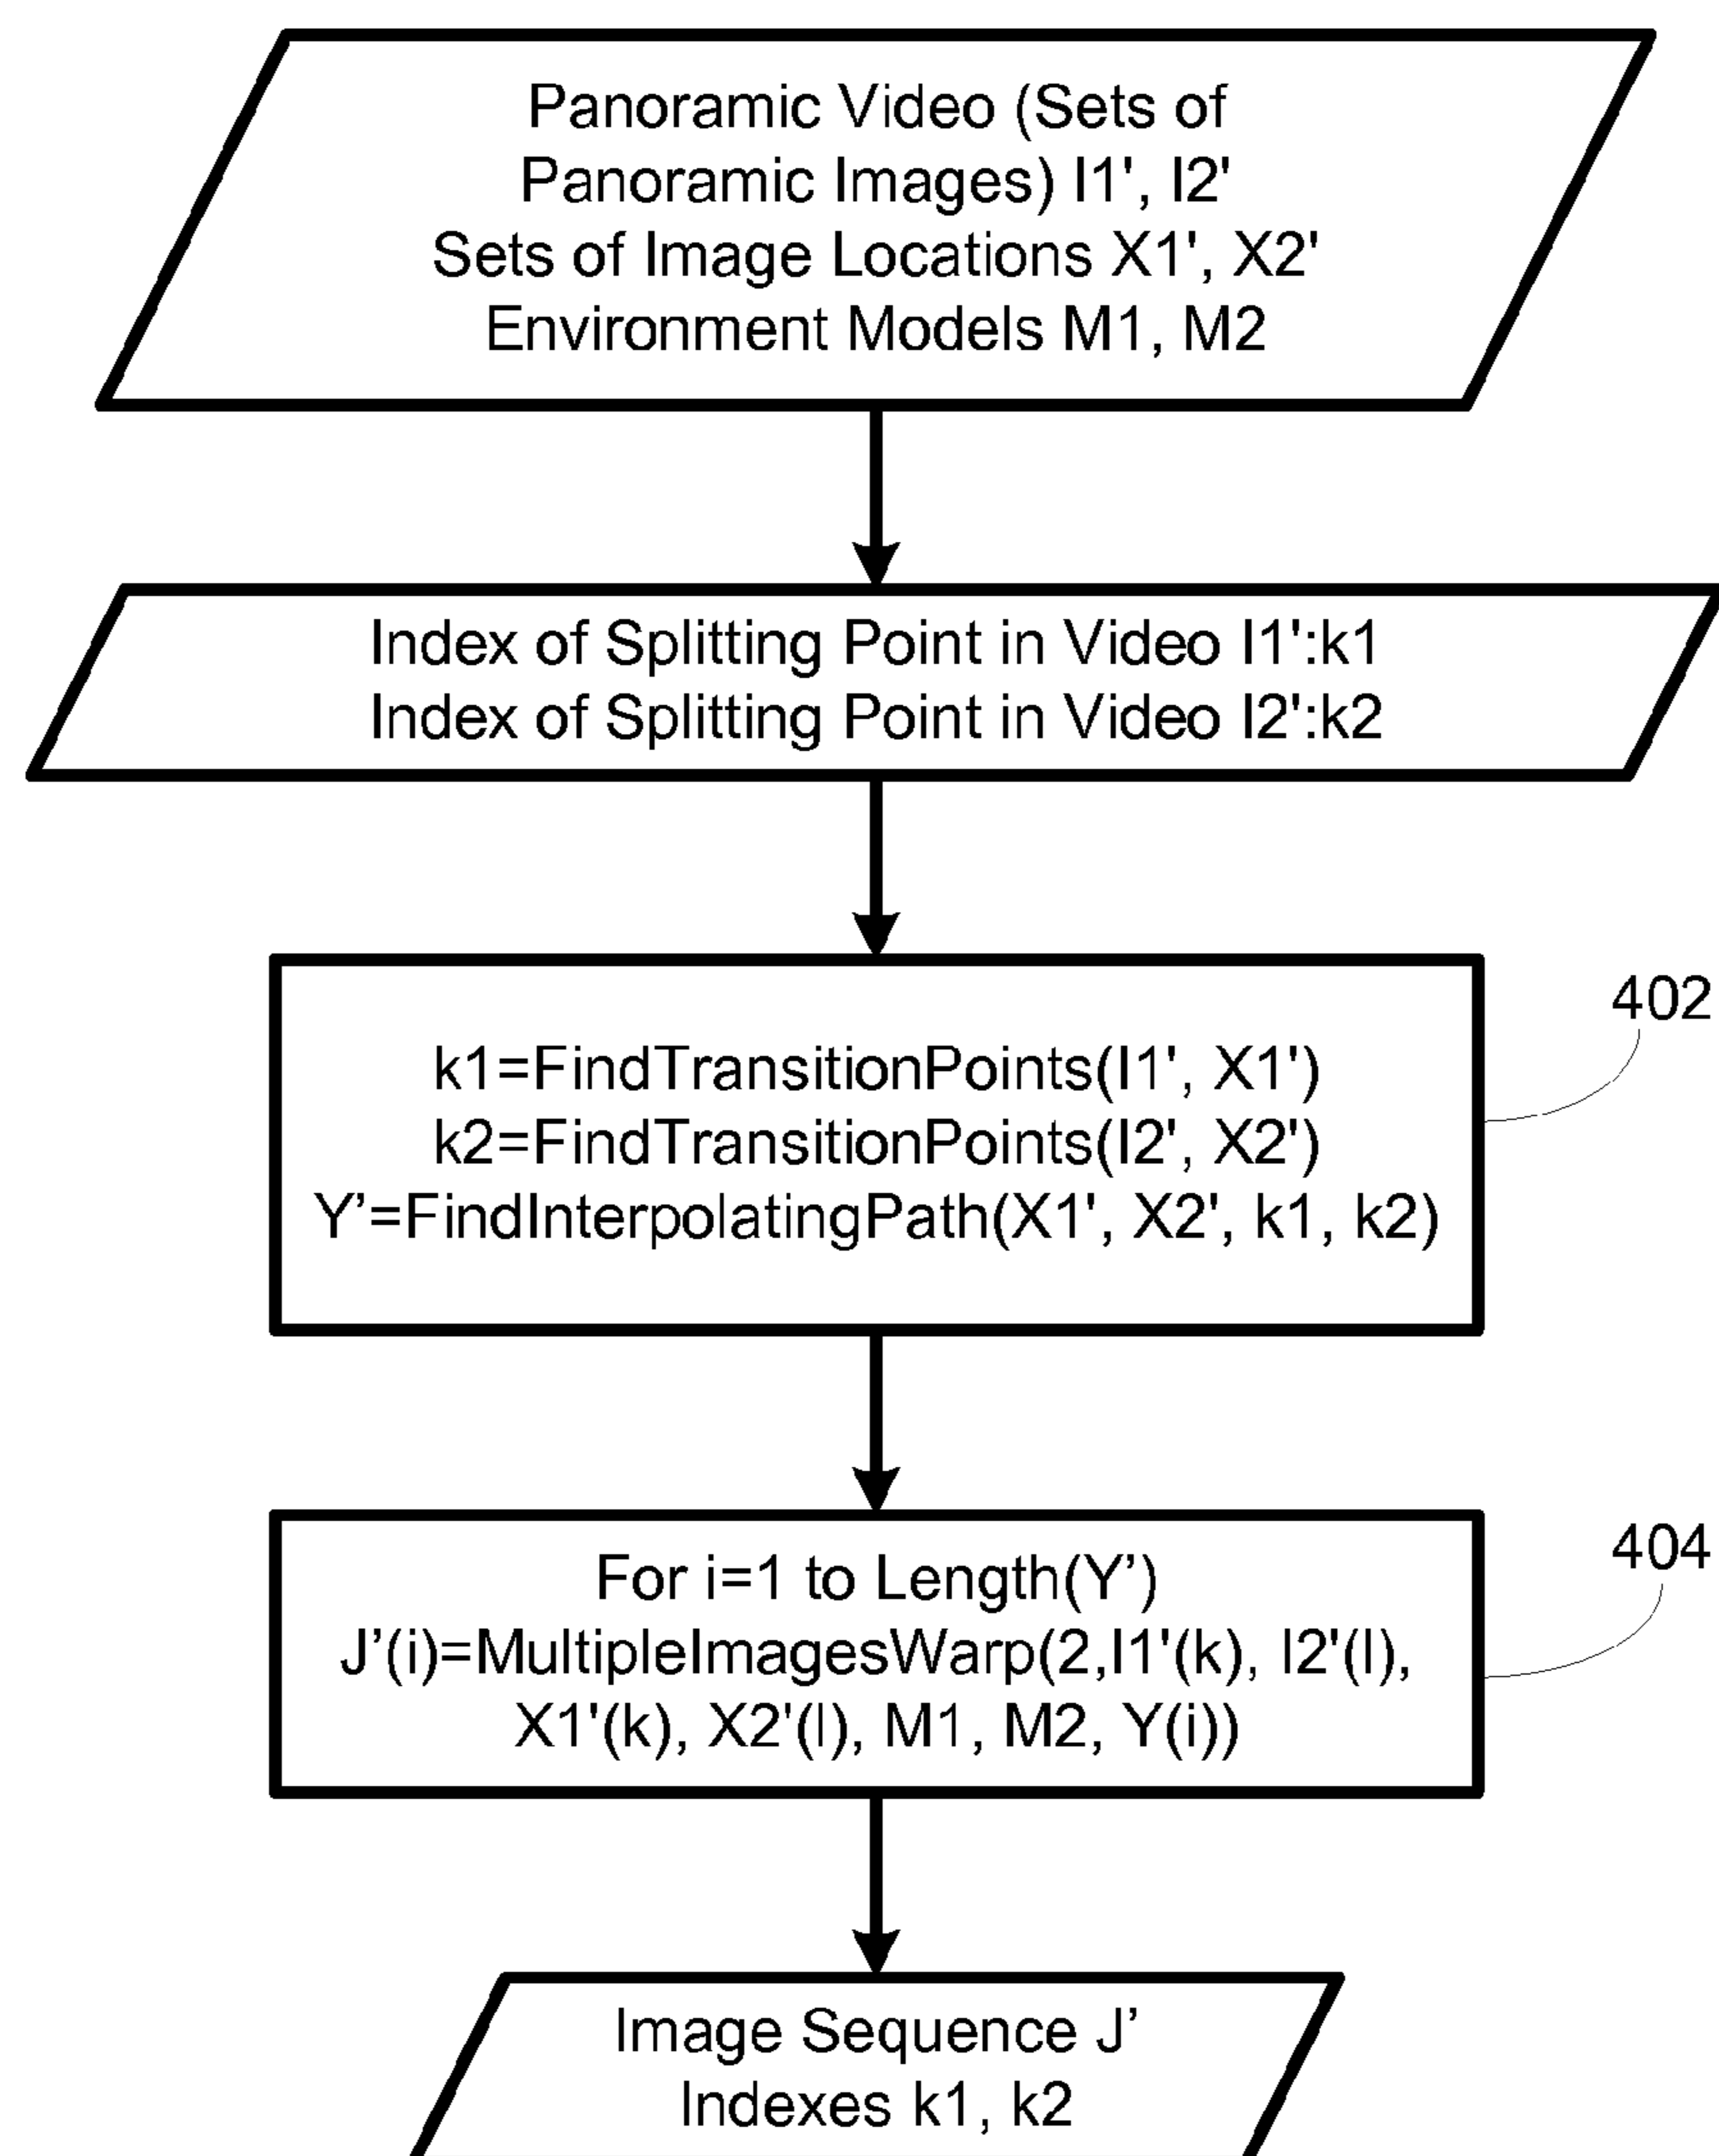 Panoramic Video (Sets of
Panoramic Images) I1', I2'
Sets of Image Locations X1', X2'
Environment Models M1, M2
Index of Splitting Point in Video I1':k1
Index of Splitting Point in Video I2':k2
402
k1=FindTransitionPoints(I1', X1')
k2=FindTransitionPoints(I2', X2')
Y’=FindInterpolatingPath(X1', X2', k1, k2)
404
For i=1 to Length(Y’)
J’(i)=MultipleImagesWarp(2,I1'(k), I2'(l),
X1'(k), X2'(l), M1, M2, Y(i))
Image Sequence J’
Indexes k1, k2